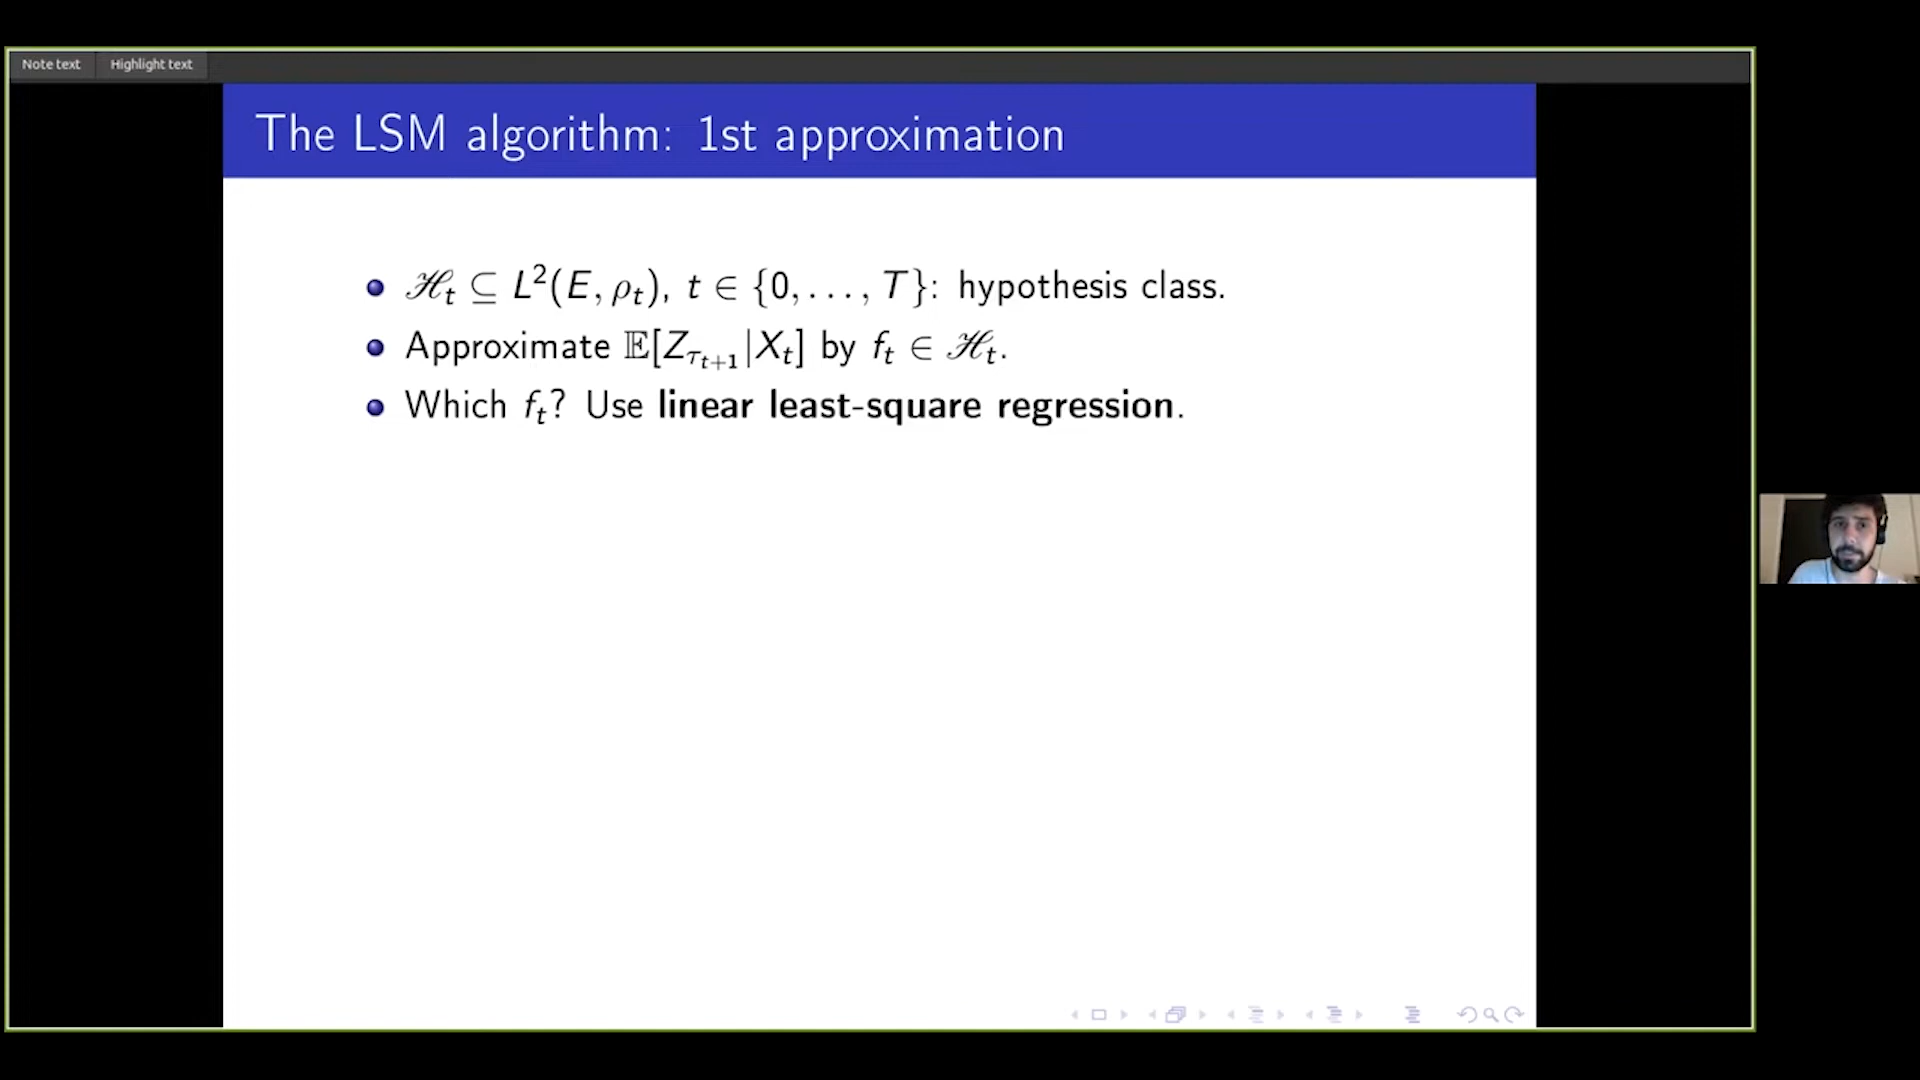 Note text Highlight text
The LSM algorithm: 1st approximation
• ℋ_t ⊆ L²(E, ρ_t), t ∈ {0, . . . , T}: hypothesis class.
• Approximate 𝔼[Z_{τ_{t+1}}|X_t] by f_t ∈ ℋ_t.
• Which f_t? Use linear least-square regression.